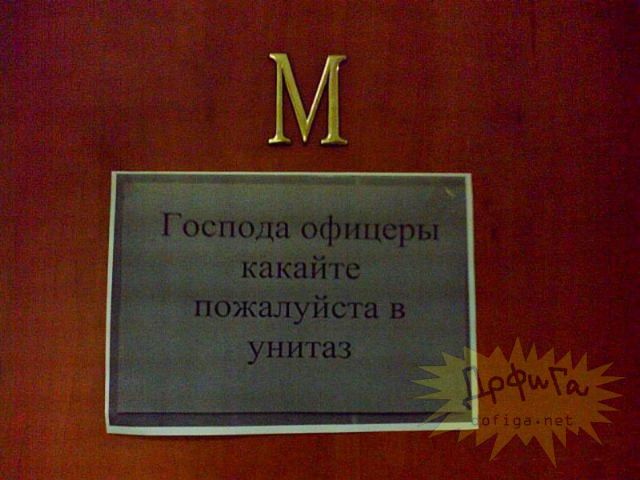 М
Господа офицеры
какайте
пожалуйста в
унитаз
ДоФиГа
dofiga.net